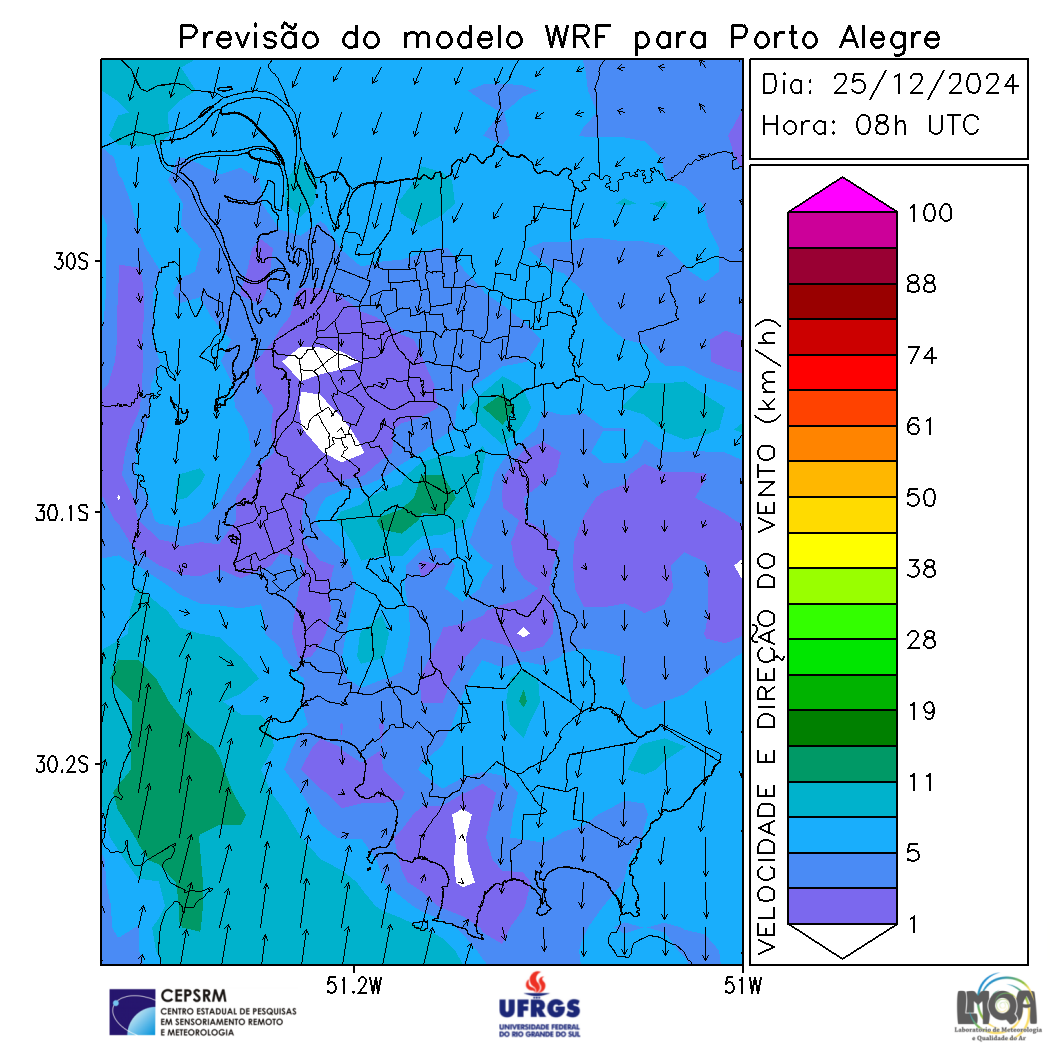 Previsão do modelo WRF para Porto Alegre
Dia: 25/12/2024
Hora: 08h UTC
30S
30.1S
30.2S
51.2W
51W
VELOCIDADE E DIREÇÃO DO VENTO (km/h)
100
88
74
61
50
38
28
19
11
5
1
CEPSRM
CENTRO ESTADUAL DE PESQUISAS
EM SENSORIAMENTO REMOTO
E METEOROLOGIA
UFRGS
UNIVERSIDADE FEDERAL
DO RIO GRANDE DO SUL
LMQA
Laboratório de Meteorologia
e Qualidade do Ar